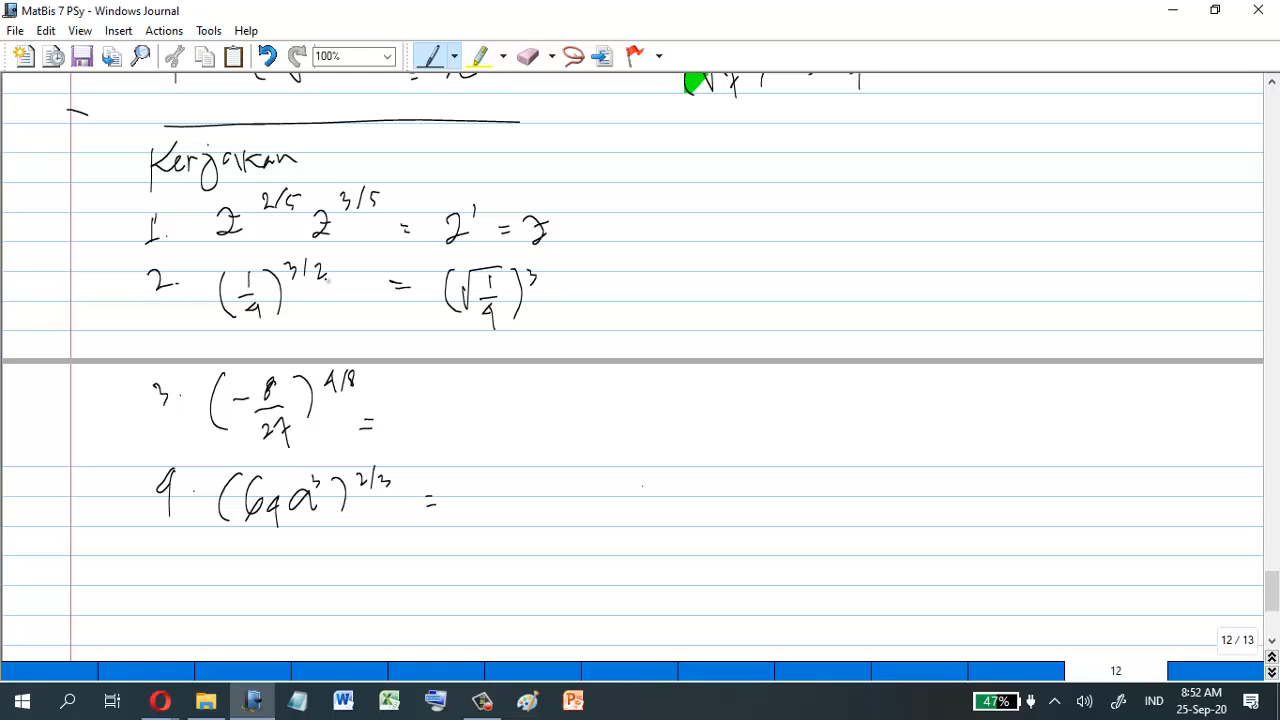 MatBis 7 PSy - Windows Journal
File Edit View Insert Actions Tools Help
100%
Kerjakan
1. 2^2/5 2^3/5 = 2^1 = 2
2. (1/4)^3/2 = (√1/4)^3
3. (-8/27)^4/8 =
4. (64a^3)^2/3 =
12 / 13
12
47% IND 8:52 AM
25-Sep-20